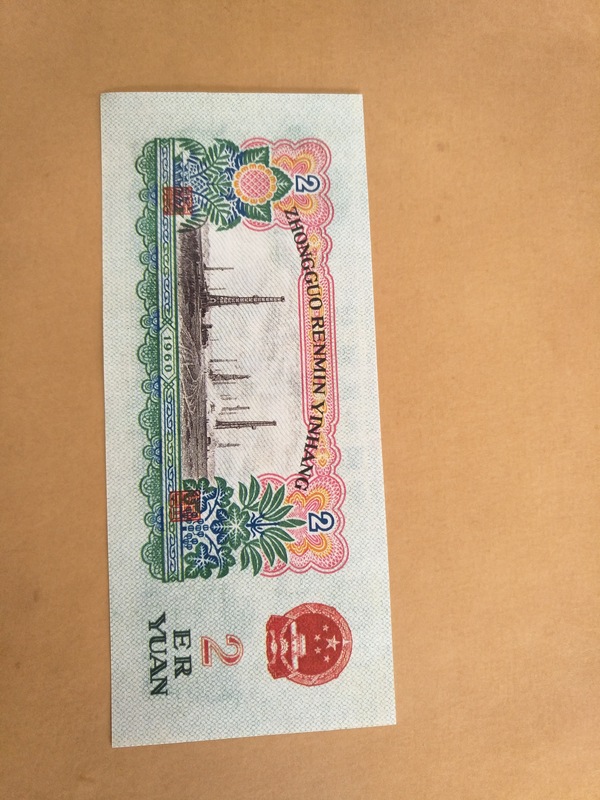 ZHONGGUO RENMIN YINHANG
2
2
1960
2
ER
YUAN